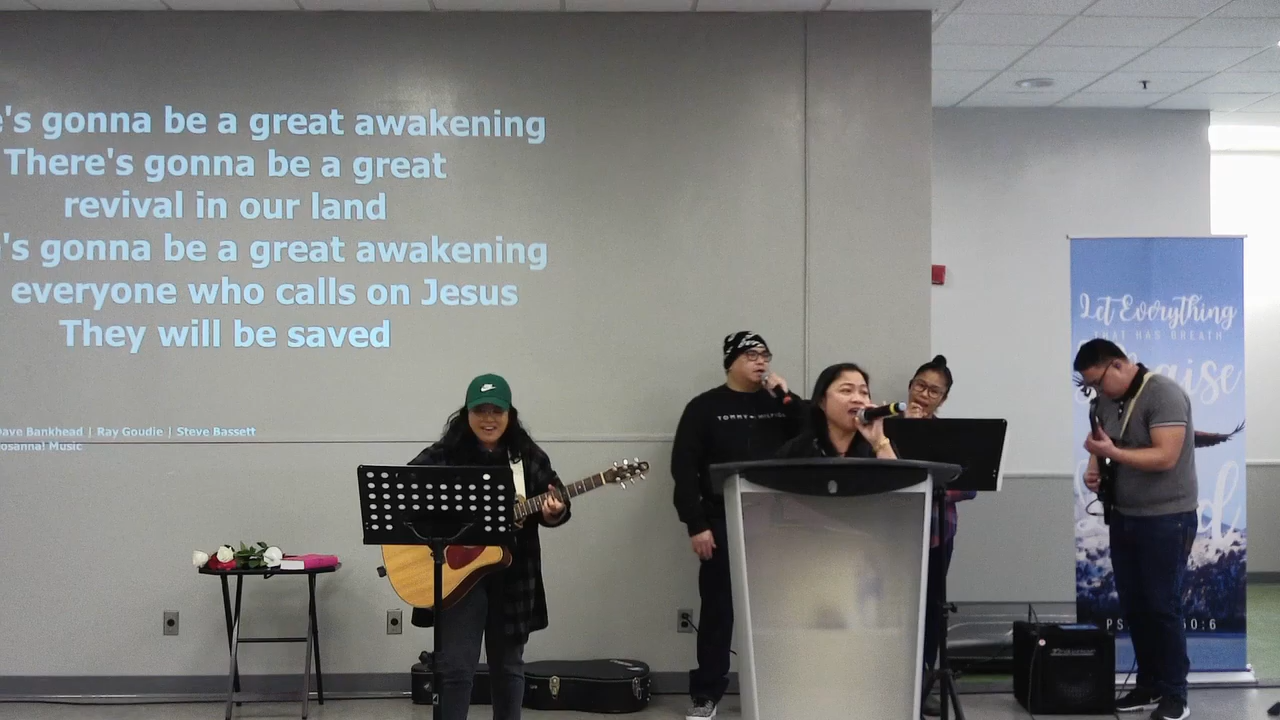 e's gonna be a great awakening
There's gonna be a great
revival in our land
's gonna be a great awakening
everyone who calls on Jesus
They will be saved
Dave Bankhead | Ray Goudie | Steve Bassett
osanna! Music
Let Everything
THAT HAS BREATH
TOMMY HILFIGER